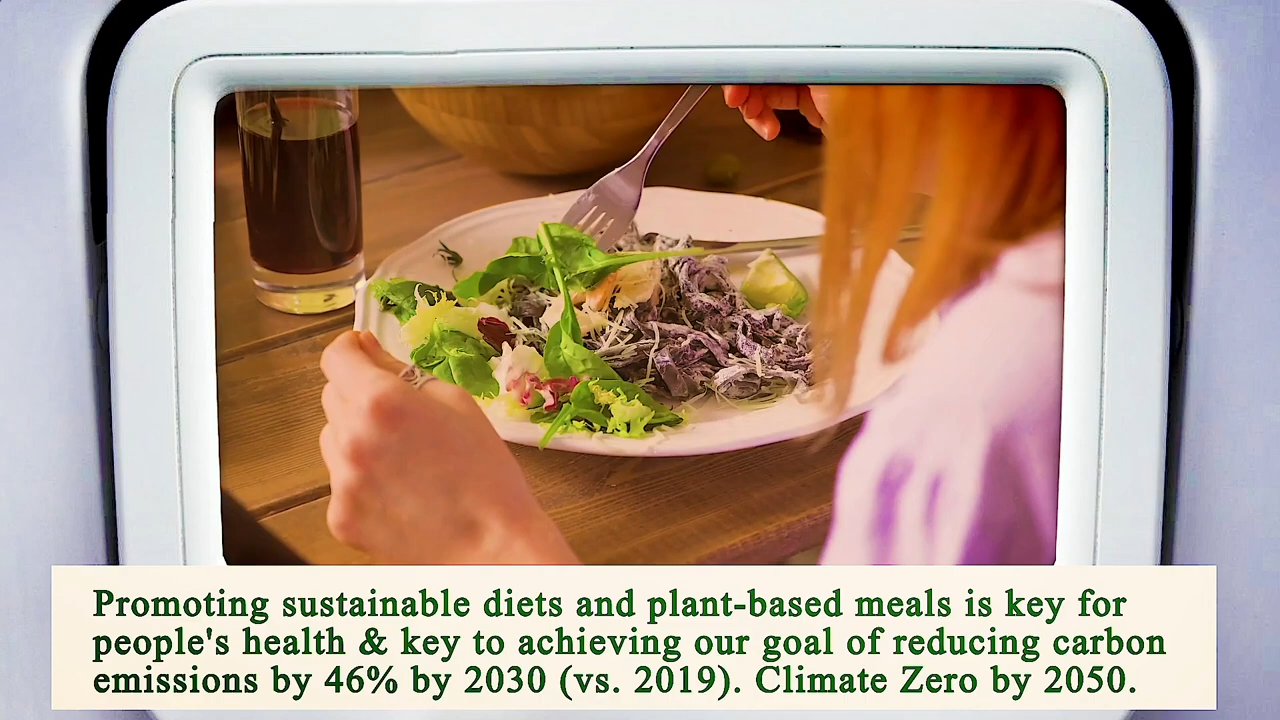 Promoting sustainable diets and plant-based meals is key for
people's health & key to achieving our goal of reducing carbon
emissions by 46% by 2030 (vs. 2019). Climate Zero by 2050.